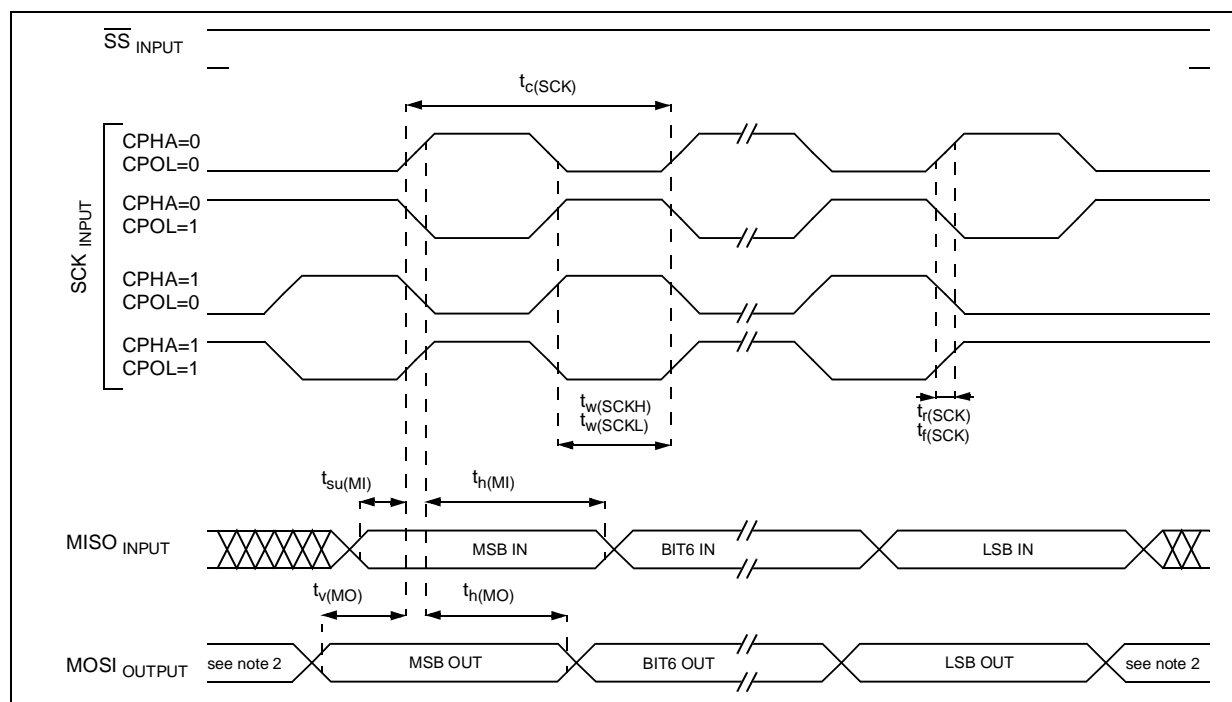 SS INPUT
tc(SCK)
SCK INPUT
CPHA=0
CPOL=0
CPHA=0
CPOL=1
CPHA=1
CPOL=0
CPHA=1
CPOL=1
tw(SCKH)
tw(SCKL)
tr(SCK)
tf(SCK)
tsu(MI)
th(MI)
MISO INPUT
MSB IN
BIT6 IN
LSB IN
tv(MO)
th(MO)
MOSI OUTPUT
see note 2
MSB OUT
BIT6 OUT
LSB OUT
see note 2